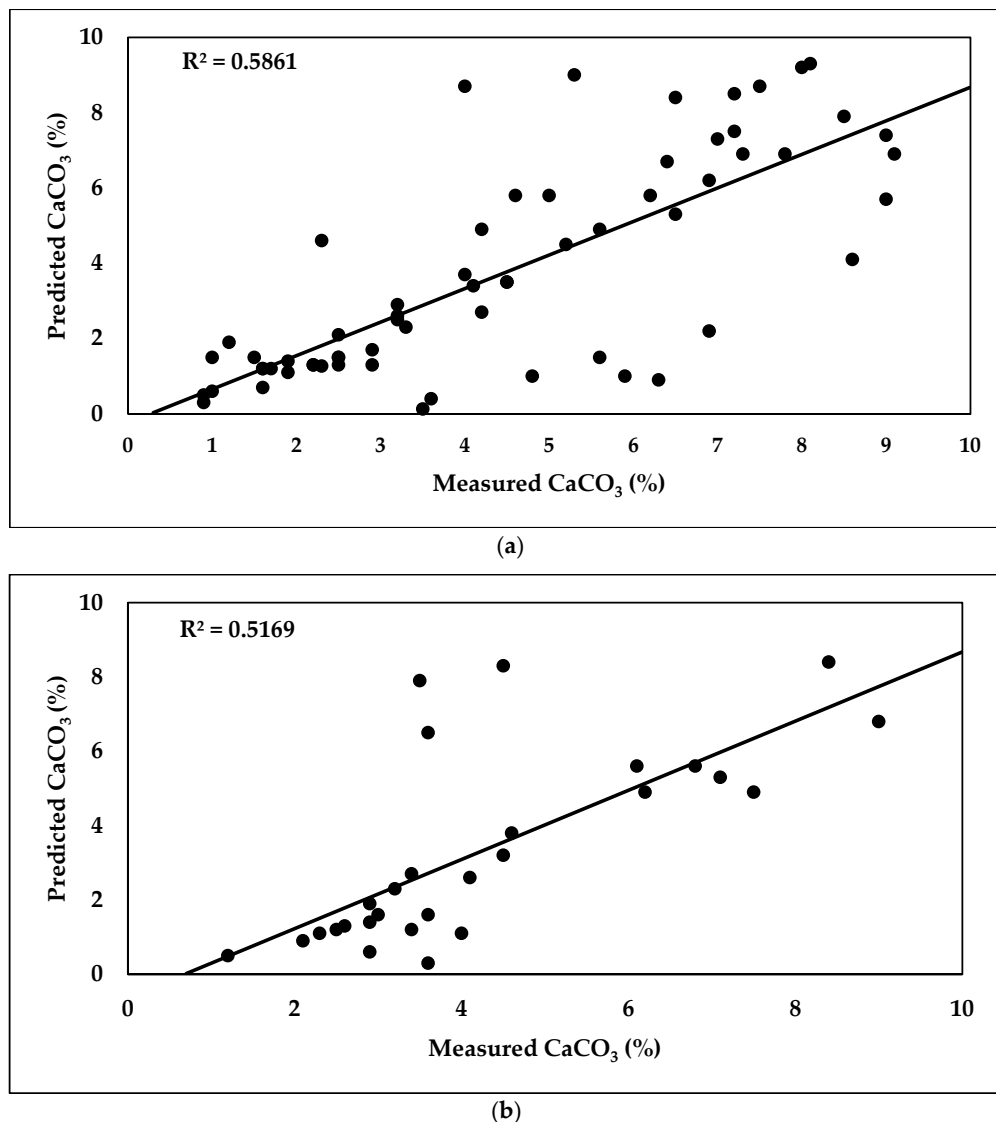 R² = 0.5861
10
8
6
4
2
0
Predicted CaCO₃ (%)
0 1 2 3 4 5 6 7 8 9 10
Measured CaCO₃ (%)
(a)
R² = 0.5169
10
8
6
4
2
0
Predicted CaCO₃ (%)
0 2 4 6 8 10
Measured CaCO₃ (%)
(b)